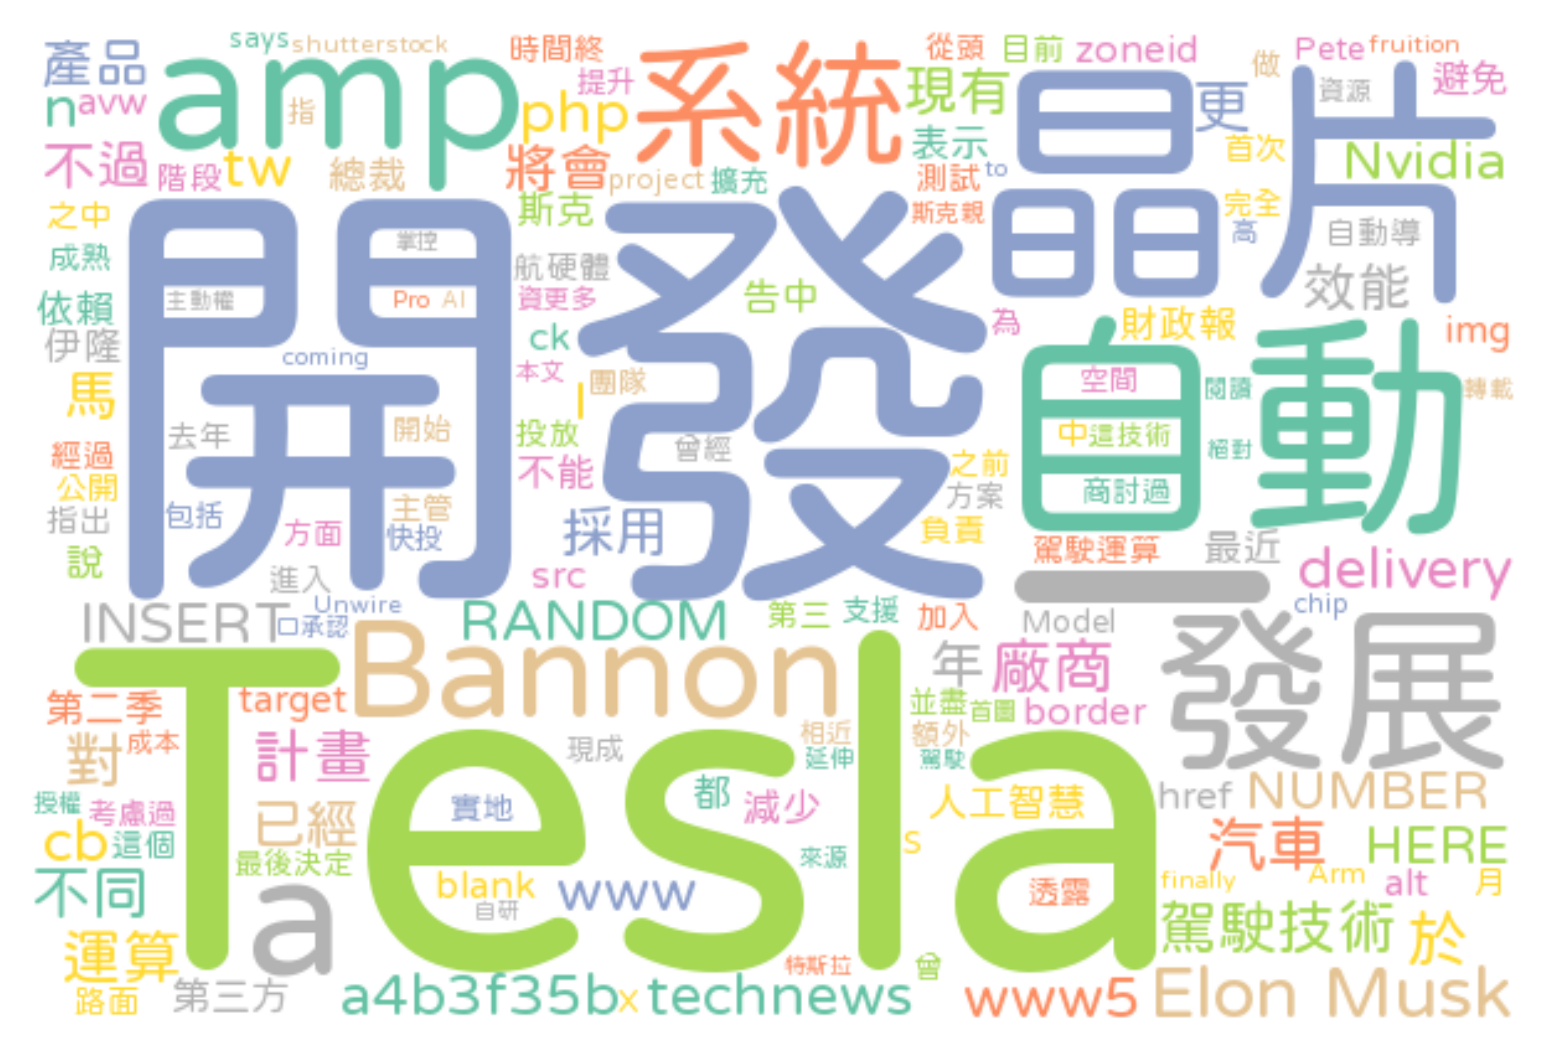 產品
says
shutterstock
時間終
系統
從頭
目前
zoneid
Pete
fruition
n
avw
amp
指
提升
php
現有
晶片
更
做
資源
避免
不過
階段
tw
總裁
將會
project
擴充
表示
測試
to
首次
Nvidia
之中
開發
掌控
斯克
斯克親
完全
高
自動導
成熟
主動權
Pro
AI
航硬體
資更多
告中
效能
依賴
伊隆
coming
ck
為
財政報
img
馬
本文
團隊
自動
空間
閱讀
轉載
去年
開始
投放
曾經
中
這技術
絕對
經過
公開
不能
之前
商討過
指出
包括
方面
主管
快投
採用
方案
負責
說
進入
src
駕駛運算
最近
delivery
INSERT
Unwire
口承認
RANDOM
第三
支援
加入
一
Model
chip
Tesla
Bannon
年
廠商
發展
第二季
target
並盡
首圖
border
對
成本
計畫
現成
相近
延伸
額外
駕駛
授權
考慮過
已經
實地
都
減少
人工智慧
href
NUMBER
cb
這個
最後決定
來源
s
汽車
HERE
不同
a
blank
自研
www
透露
finally
Arm
alt
月
運算
特斯拉
曾
駕駛技術
於
路面
第三方
a4b3f35b
x
technews
www5
Elon Musk